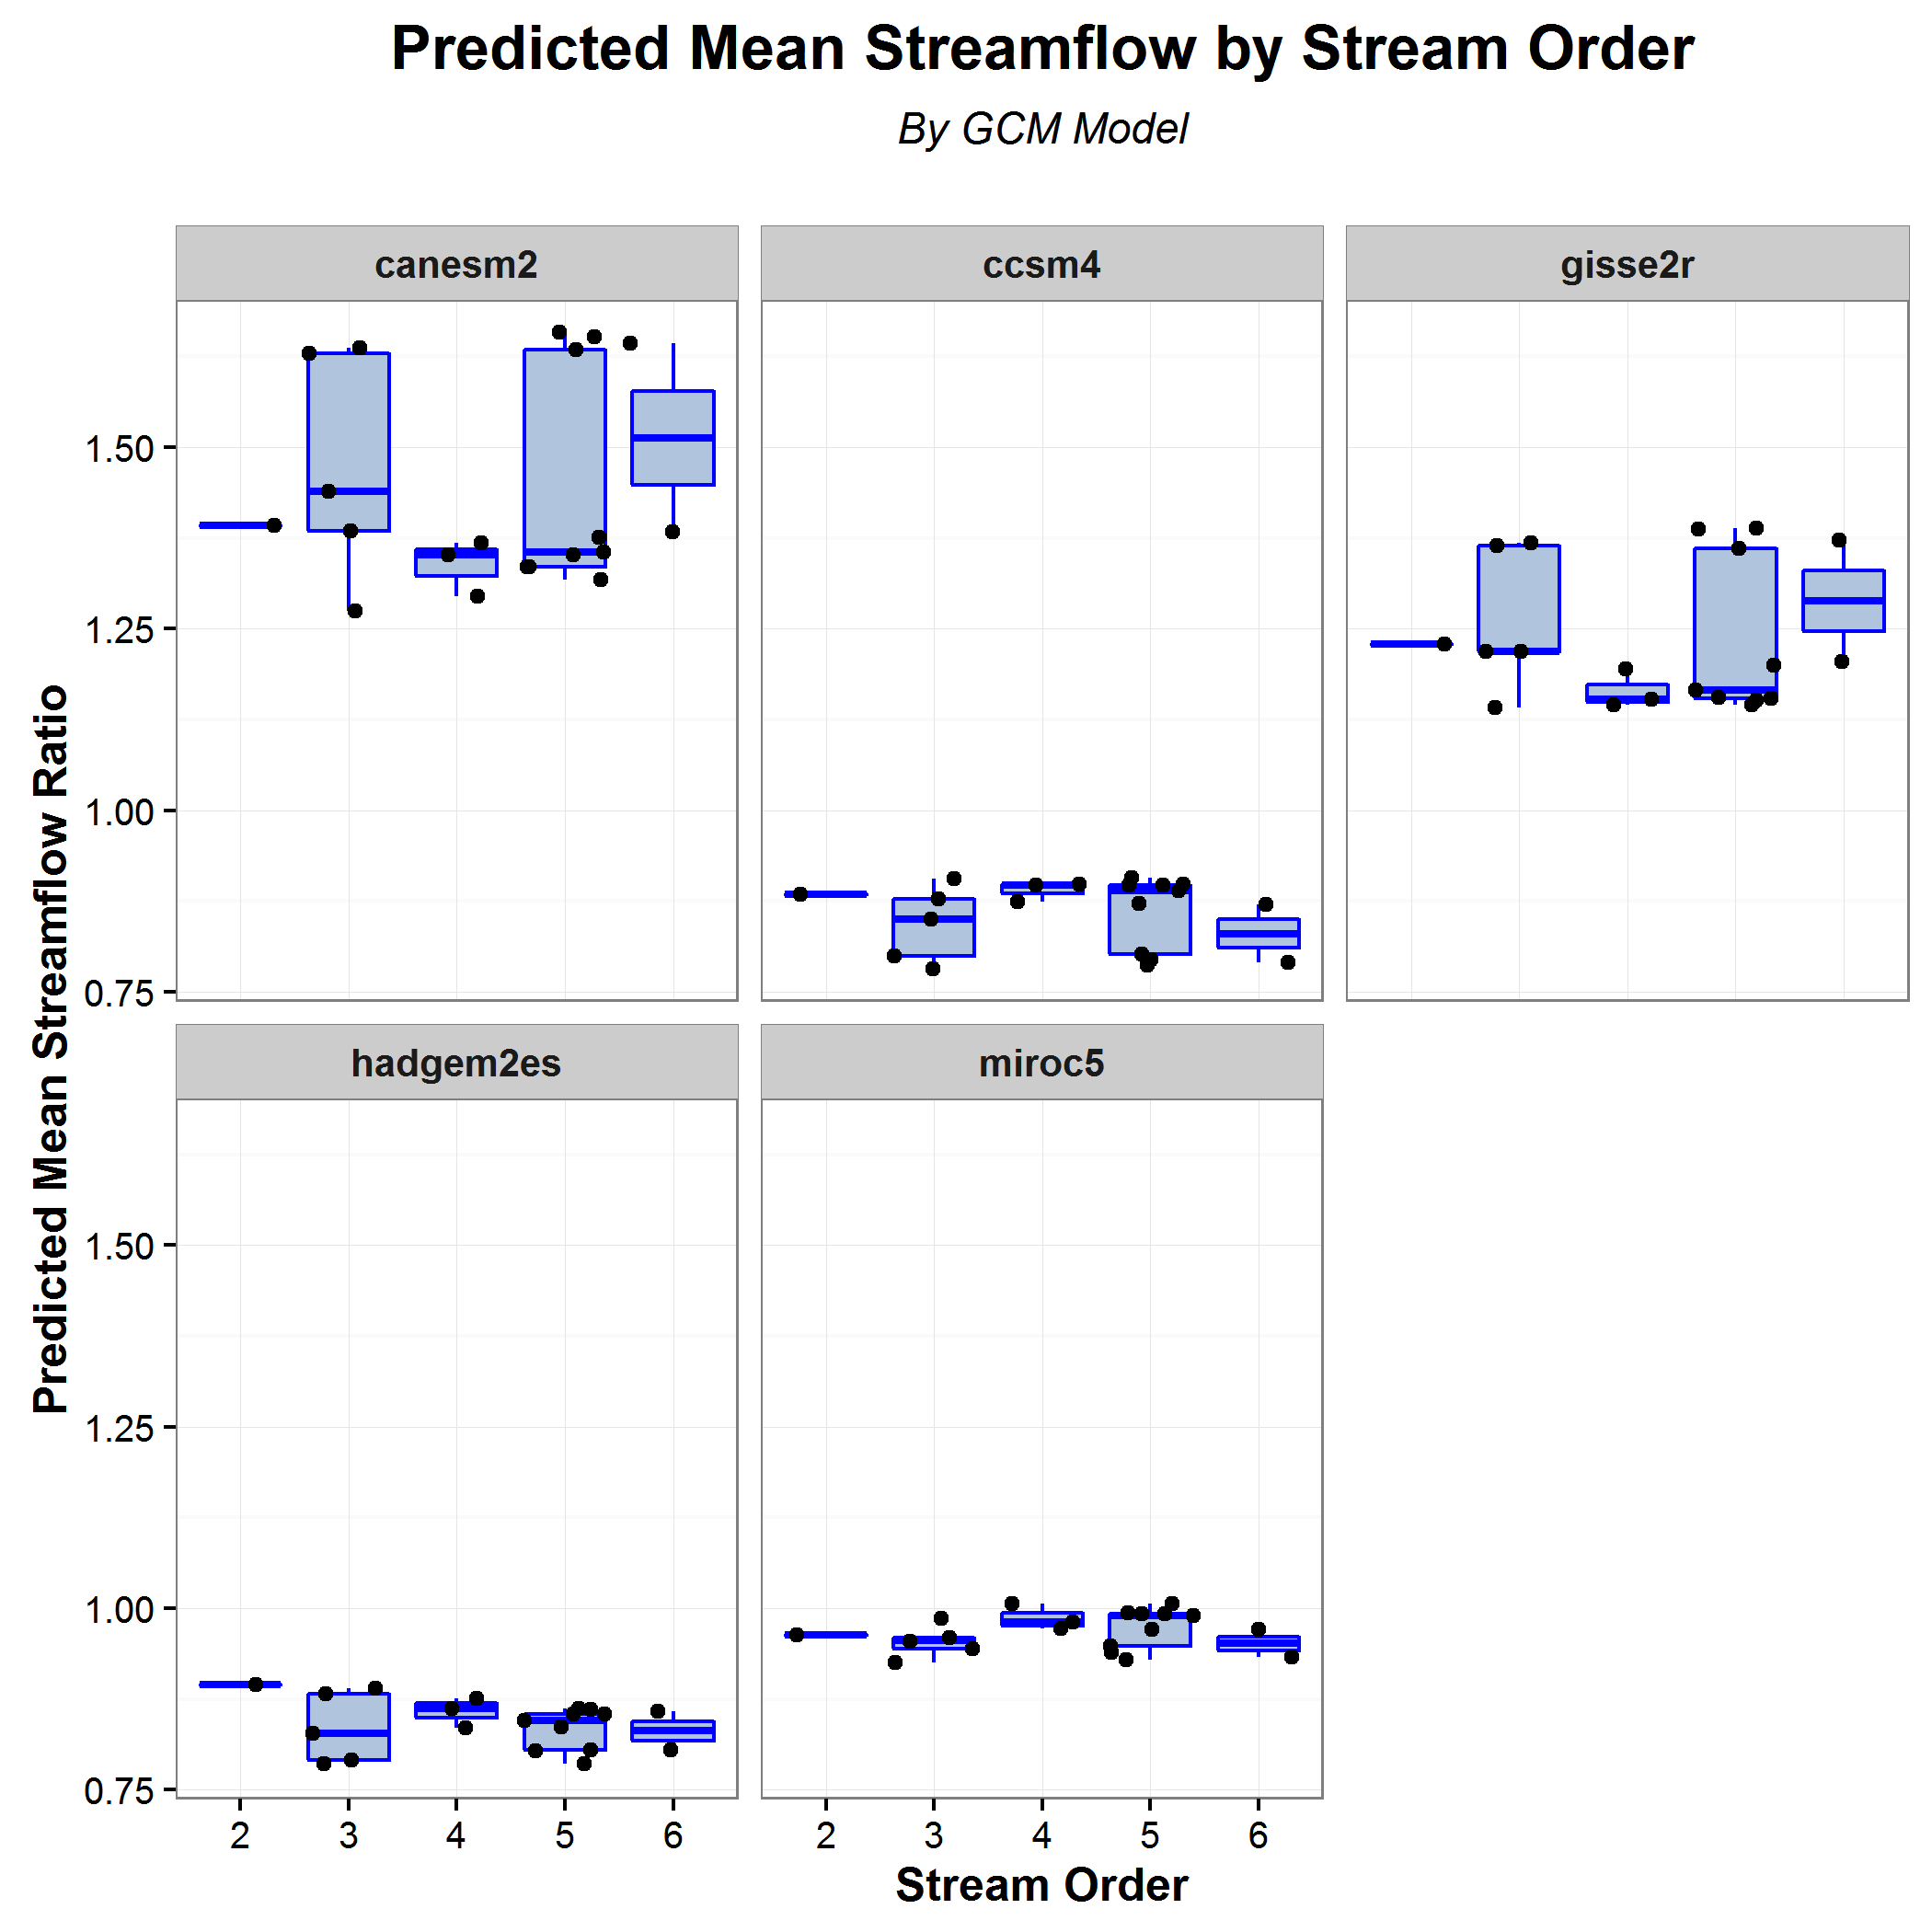 Predicted Mean Streamflow by Stream Order
By GCM Model
canesm2
ccsm4
gisse2r
1.50
1.25
1.00
0.75
Predicted Mean Streamflow Ratio
hadgem2es
miroc5
1.50
1.25
1.00
0.75
2 3 4 5 6
2 3 4 5 6
Stream Order